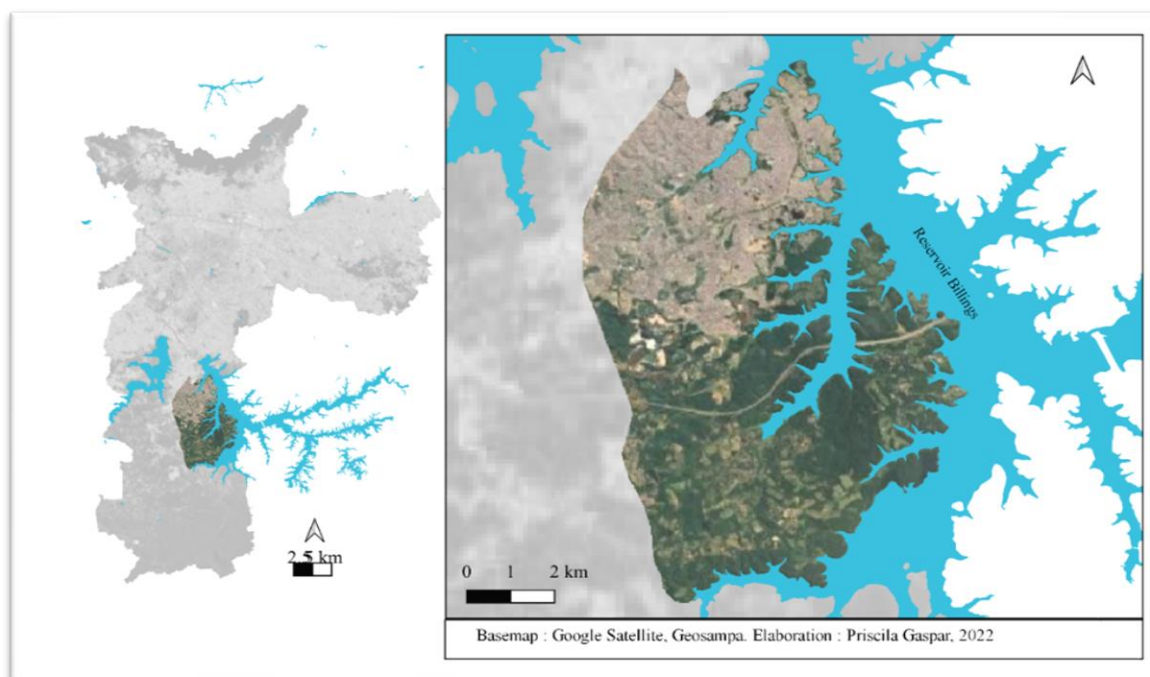 Reservoir Billings
2.5 km
0 1 2 km
Basemap : Google Satellite, Geosampa. Elaboration : Priscila Gaspar, 2022